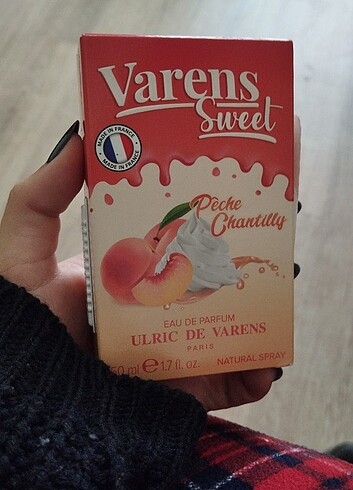 Varens
Sweet
MADE IN FRANCE
MADE IN FRANCE
Pêche
Chantilly
EAU DE PARFUM
ULRIC DE VARENS
PARIS
50 ml e 1.7 fl. oz. NATURAL SPRAY